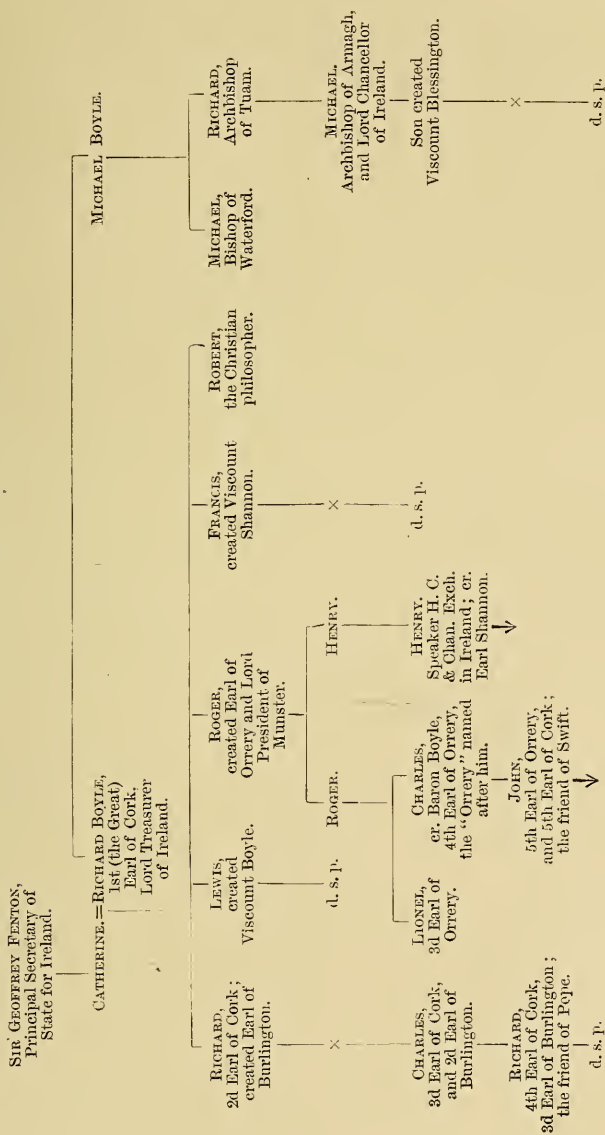 SIR GEOFFREY FENTON,
Principal Secretary of
State for Ireland.
CATHERINE.=RICHARD BOYLE,
1st (the Great)
Earl of Cork,
Lord Treasurer
of Ireland.
MICHAEL BOYLE.
RICHARD,
2d Earl of Cork;
created Earl of
Burlington.
LEWIS,
created
Viscount Boyle.
ROGER,
created Earl of
Orrery and Lord
President of
Munster.
FRANCIS,
created Viscount
Shannon.
ROBERT,
the Christian
philosopher.
MICHAEL,
Bishop of
Waterford.
RICHARD,
Archbishop
of Tuam.
×
d. s. p.
ROGER.
HENRY.
×
MICHAEL.
Archbishop of Armagh,
and Lord Chancellor
of Ireland.
CHARLES,
3d Earl of Cork,
and 2d Earl of
Burlington.
LIONEL,
3d Earl of
Orrery.
CHARLES,
cr. Baron Boyle,
4th Earl of Orrery,
the "Orrery" named
after him.
HENRY.
Speaker H. C.
& Chan. Exch.
in Ireland; cr.
Earl Shannon.
d. s. p.
Son created
Viscount Blessington.
RICHARD,
4th Earl of Cork,
3d Earl of Burlington;
the friend of Pope.
JOHN,
5th Earl of Orrery,
and 5th Earl of Cork;
the friend of Swift.
×
d. s. p.
d. s. p.